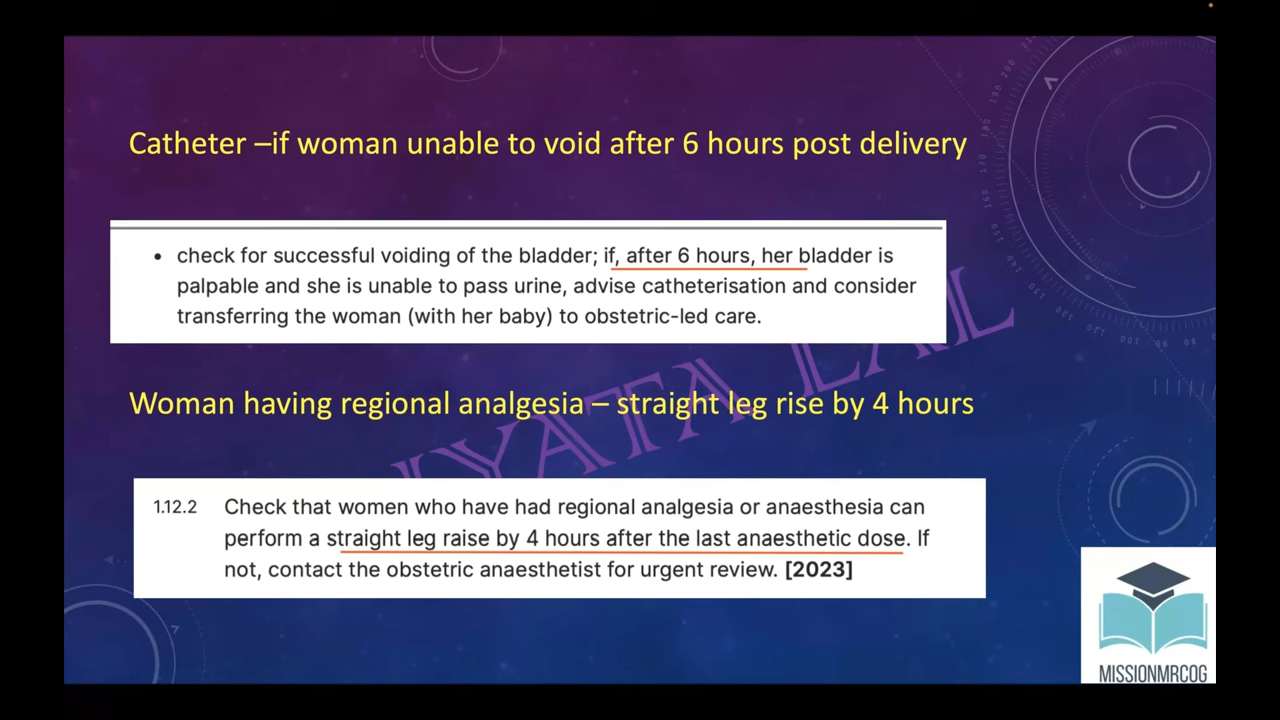 Catheter –if woman unable to void after 6 hours post delivery
• check for successful voiding of the bladder; if, after 6 hours, her bladder is
palpable and she is unable to pass urine, advise catheterisation and consider
transferring the woman (with her baby) to obstetric-led care.
Woman having regional analgesia – straight leg rise by 4 hours
1.12.2 Check that women who have had regional analgesia or anaesthesia can
perform a straight leg raise by 4 hours after the last anaesthetic dose. If
not, contact the obstetric anaesthetist for urgent review. [2023]
MISSIONMRCOG